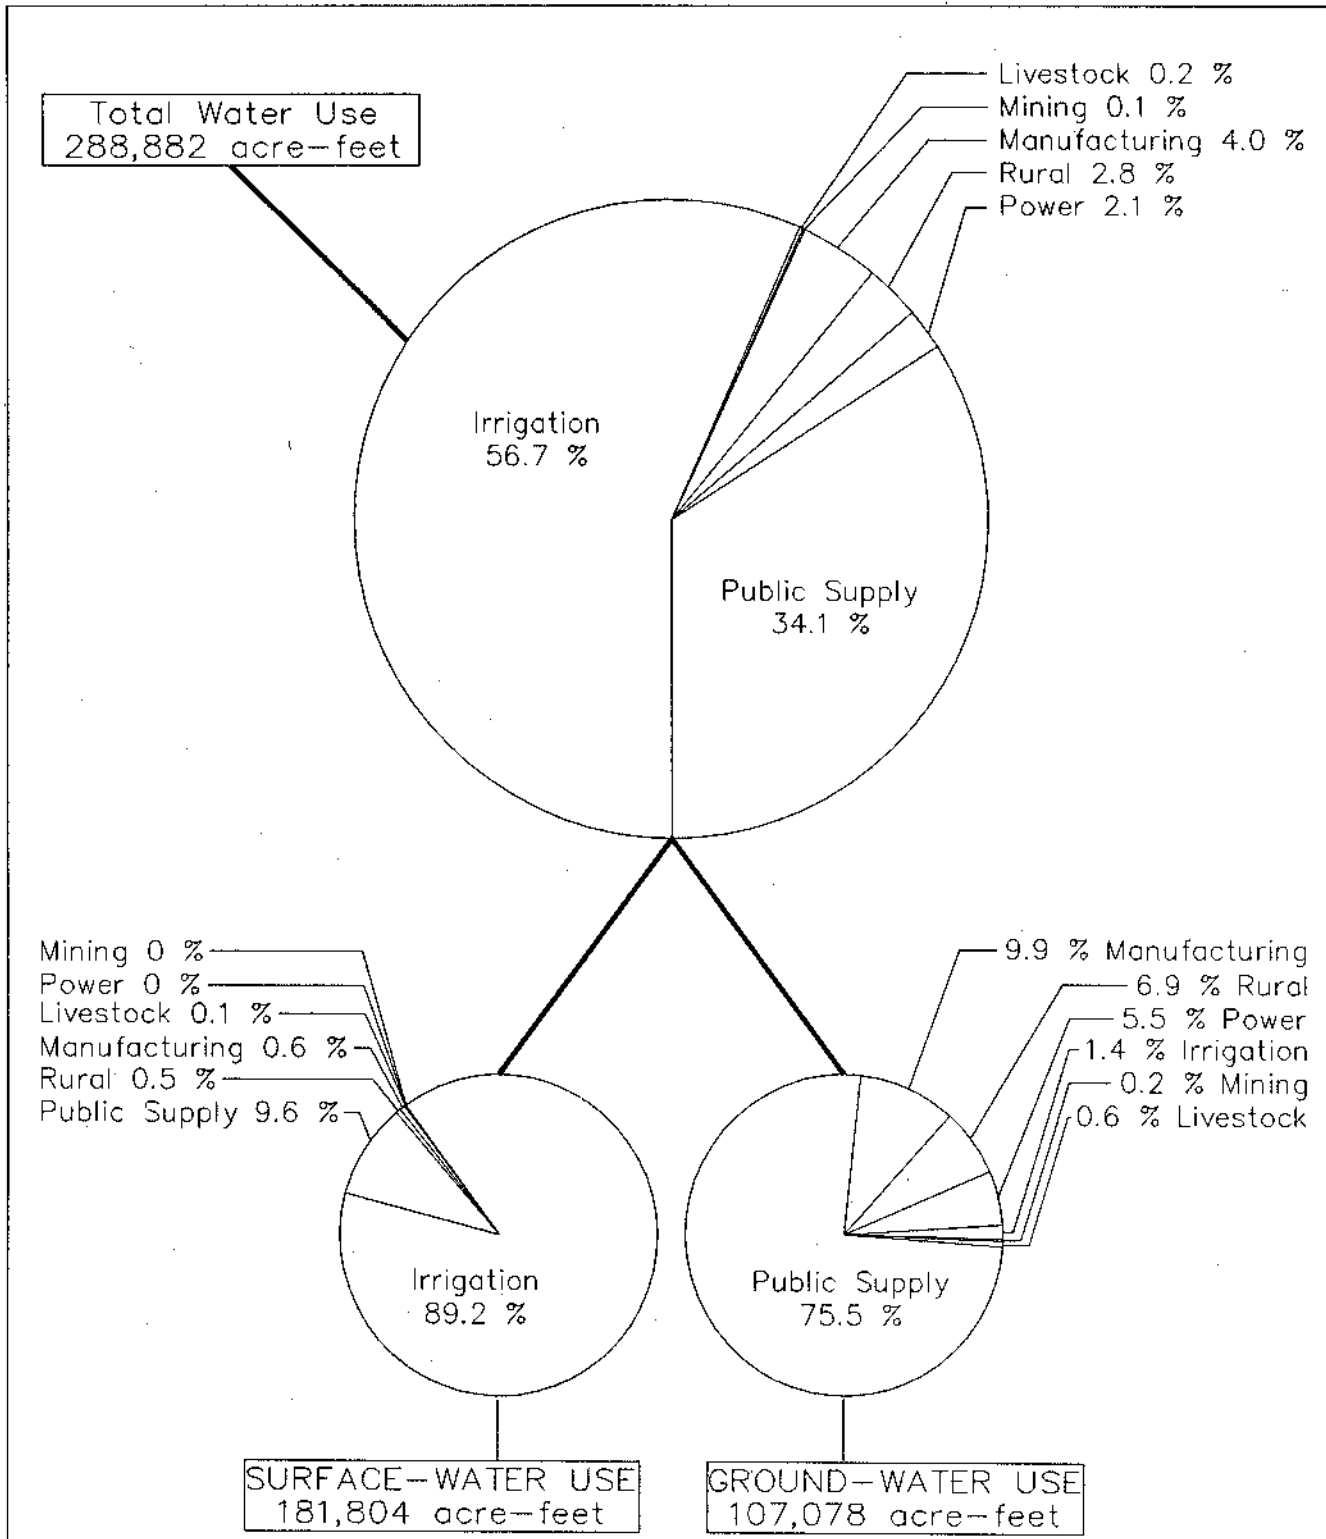 Total Water Use
288,882 acre-feet
Livestock 0.2 %
Mining 0.1 %
Manufacturing 4.0 %
Rural 2.8 %
Power 2.1 %
Irrigation
56.7 %
Public Supply
34.1 %
Mining 0 %
Power 0 %
Livestock 0.1 %
Manufacturing 0.6 %
Rural 0.5 %
Public Supply 9.6 %
Irrigation
89.2 %
9.9 % Manufacturing
6.9 % Rural
5.5 % Power
1.4 % Irrigation
0.2 % Mining
0.6 % Livestock
Public Supply
75.5 %
SURFACE-WATER USE
181,804 acre-feet
GROUND-WATER USE
107,078 acre-feet